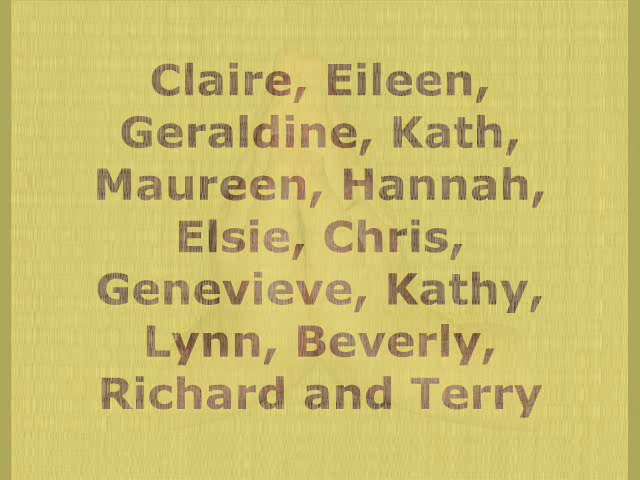 Claire, Eileen,
Geraldine, Kath,
Maureen, Hannah,
Elsie, Chris,
Genevieve, Kathy,
Lynn, Beverly,
Richard and Terry